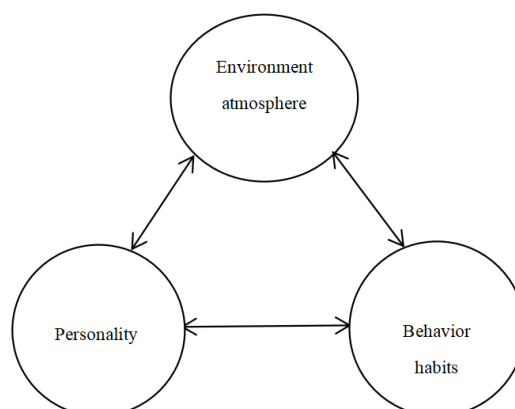 Environment
atmosphere
Personality
Behavior
habits